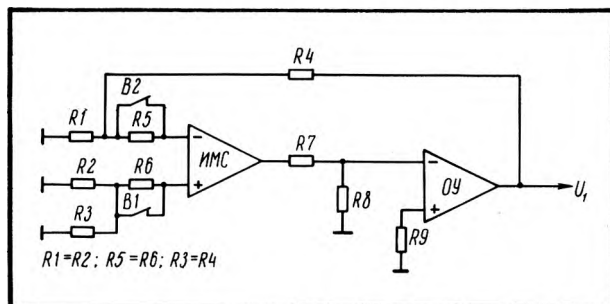 R4
B2
R1
R5
R7
R2
R6
ИМС
− +
− +
ОУ
U₁
B1
R3
R8
R9
R1=R2; R5=R6; R3=R4